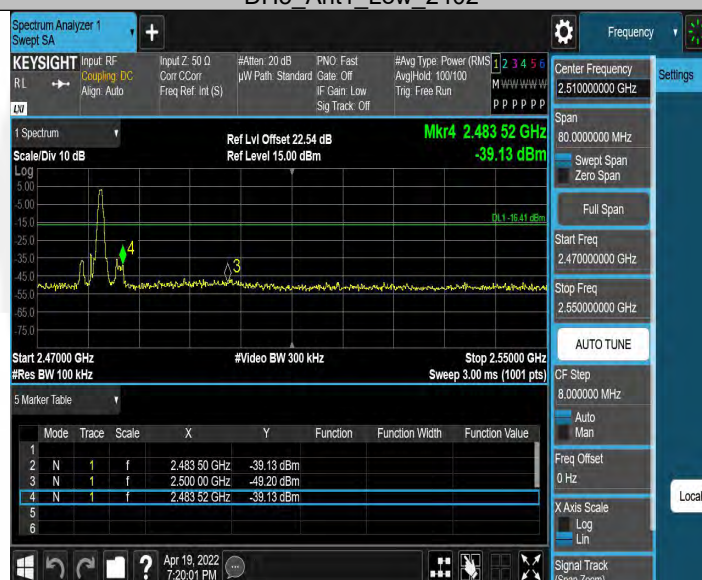 DH5_Ant1_Low_2402
Spectrum Analyzer 1
Swept SA
Frequency
KEYSIGHT
RL
LXI
Input: RF
Coupling: DC
Align: Auto
Input Z: 50 Ω
Corr CCorr
Freq Ref: Int (S)
#Atten: 20 dB
µW Path: Standard
PNO: Fast
Gate: Off
IF Gain: Low
Sig Track: Off
#Avg Type: Power (RMS
Avg|Hold: 100/100
Trig: Free Run
1 2 3 4 5 6
M W W W W W
P P P P P P
1 Spectrum
Scale/Div 10 dB
Ref Lvl Offset 22.54 dB
Ref Level 15.00 dBm
Mkr4 2.483 52 GHz
-39.13 dBm
Log
5.00
-5.00
-15.0
-25.0
-35.0
-45.0
-55.0
-65.0
-75.0
DL1 -16.41 dBm
4
3
Start 2.47000 GHz
#Res BW 100 kHz
#Video BW 300 kHz
Stop 2.55000 GHz
Sweep 3.00 ms (1001 pts)
5 Marker Table
Mode Trace Scale X Y Function Function Width Function Value
1
2 N 1 f 2.483 50 GHz -39.13 dBm
3 N 1 f 2.500 00 GHz -49.20 dBm
4 N 1 f 2.483 52 GHz -39.13 dBm
5
6
Apr 19, 2022
7:20:01 PM
Center Frequency
2.510000000 GHz
Span
80.0000000 MHz
Swept Span
Zero Span
Full Span
Start Freq
2.470000000 GHz
Stop Freq
2.550000000 GHz
AUTO TUNE
CF Step
8.000000 MHz
Auto
Man
Freq Offset
0 Hz
X Axis Scale
Log
Lin
Signal Track
(Span Zoom)
Settings
Local